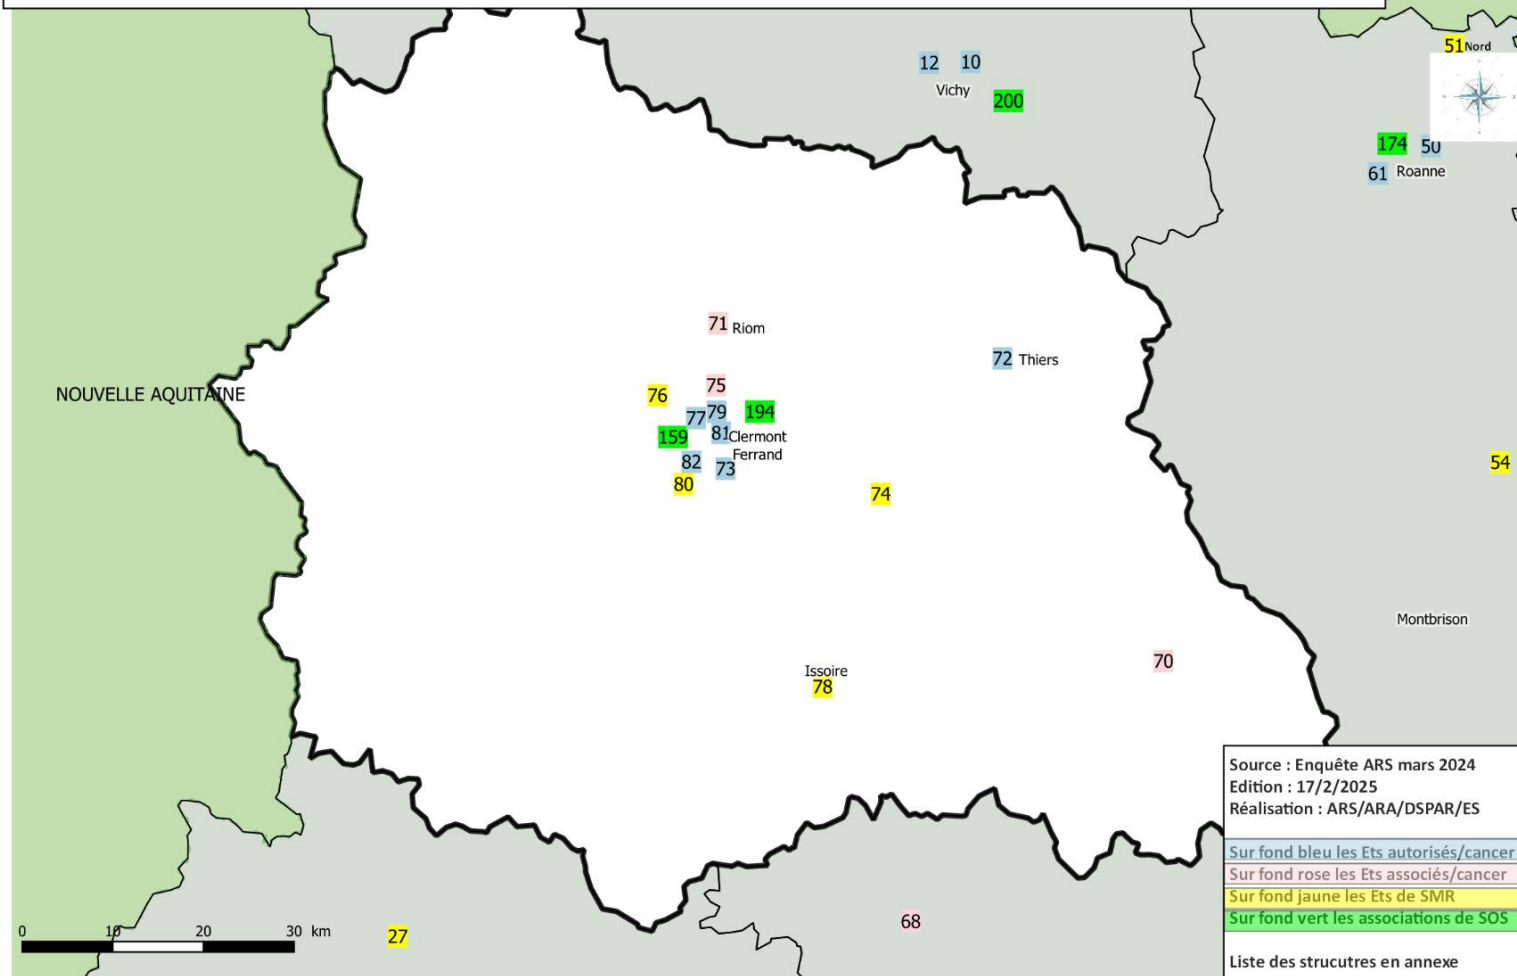 12 10
Vichy
200
51 Nord
174 50
61 Roanne
71 Riom
72 Thiers
NOUVELLE AQUITAINE
76
75
77 79 194
159 81 Clermont
Ferrand
82 73
80
74
54
Montbrison
Issoire
78
70
Source : Enquête ARS mars 2024
Edition : 17/2/2025
Réalisation : ARS/ARA/DSPAR/ES
Sur fond bleu les Ets autorisés/cancer
Sur fond rose les Ets associés/cancer
Sur fond jaune les Ets de SMR
Sur fond vert les associations de SOS
Liste des strucutres en annexe
0 10 20 30 km
27
68